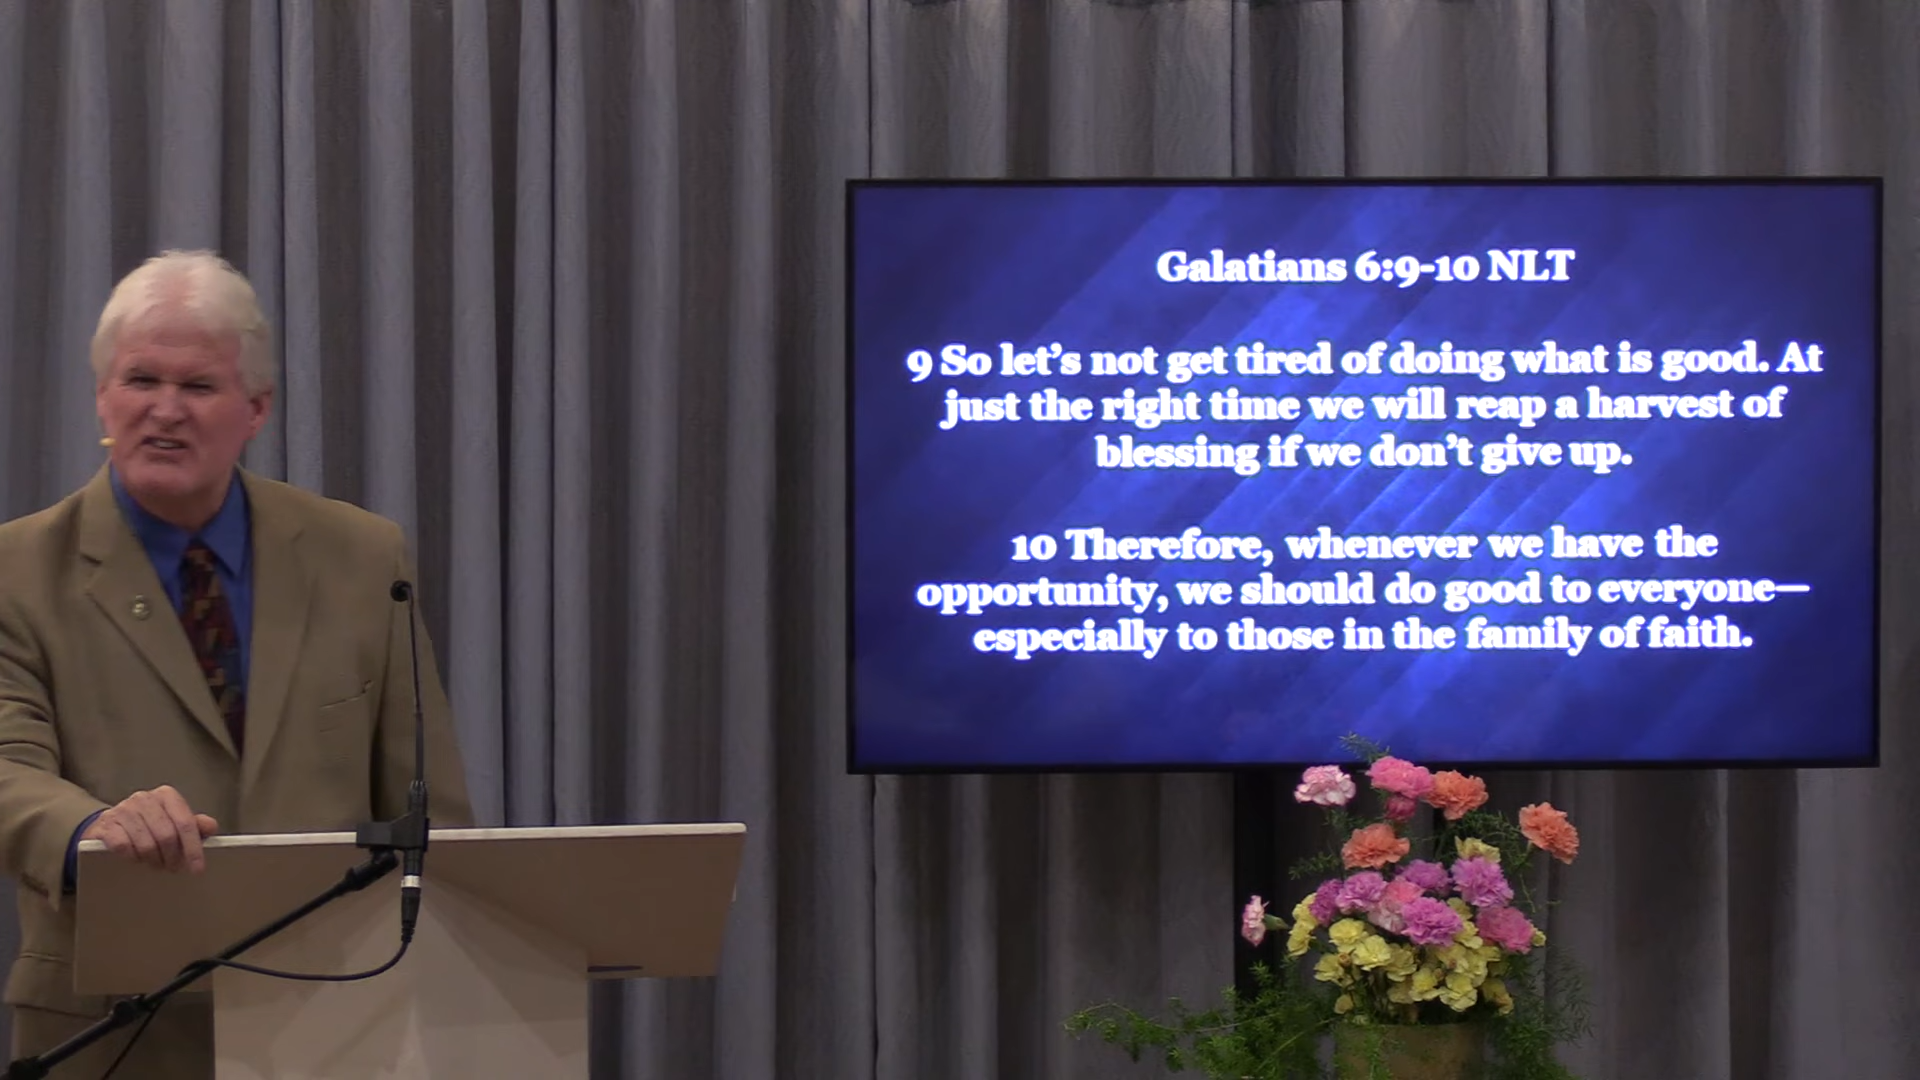 Galatians 6:9-10 NLT
9 So let's not get tired of doing what is good. At
just the right time we will reap a harvest of
blessing if we don't give up.
10 Therefore, whenever we have the
opportunity, we should do good to everyone—
especially to those in the family of faith.